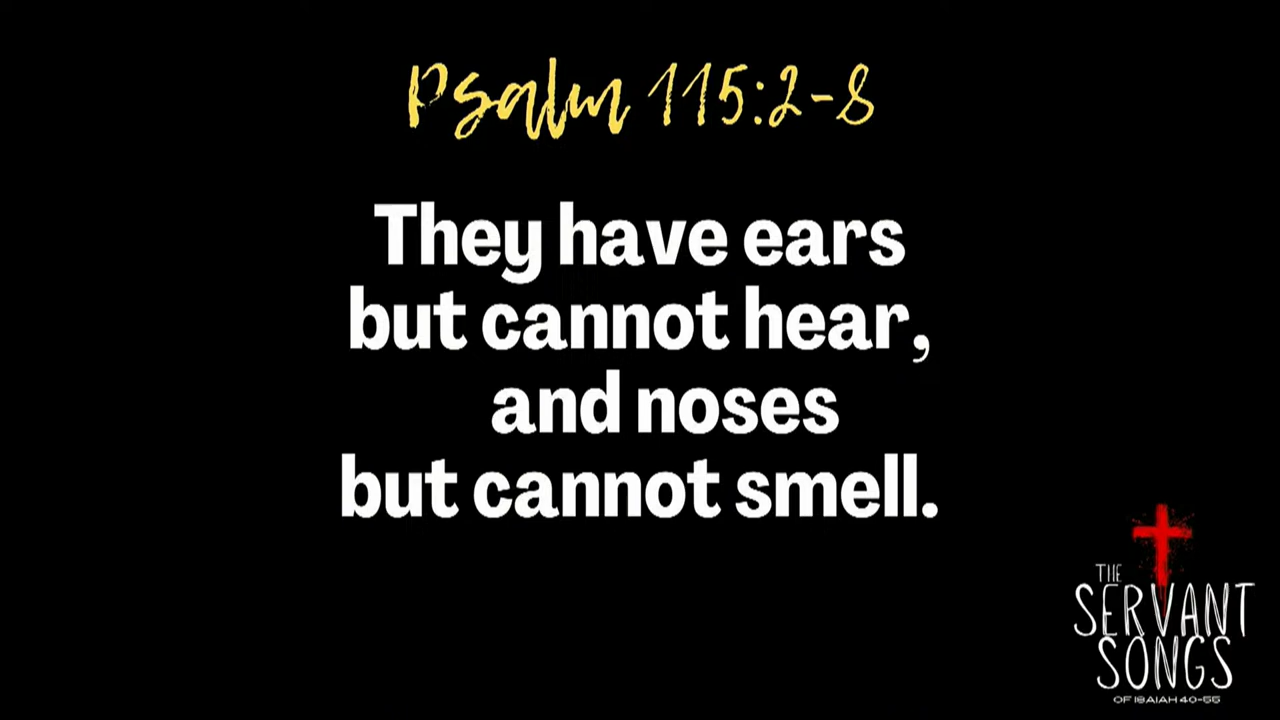 Psalm 115:2-8
They have ears
but cannot hear,
and noses
but cannot smell.
THE
SERVANT
SONGS
OF ISAIAH 40-55